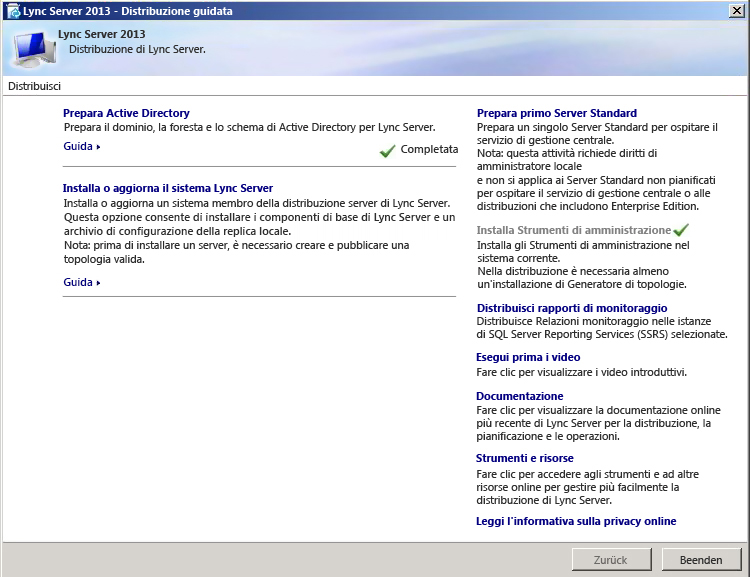 Lync Server 2013 - Distribuzione guidata
Lync Server 2013
Distribuzione di Lync Server.
Distribuisci
Prepara Active Directory
Prepara il dominio, la foresta e lo schema di Active Directory per Lync Server.
Guida
Completata
Installa o aggiorna il sistema Lync Server
Installa o aggiorna un sistema membro della distribuzione server di Lync Server.
Questa opzione consente di installare i componenti di base di Lync Server e un
archivio di configurazione della replica locale.
Nota: prima di installare un server, è necessario creare e pubblicare una
topologia valida.
Guida
Prepara primo Server Standard
Prepara un singolo Server Standard per ospitare il
servizio di gestione centrale.
Nota: questa attività richiede diritti di
amministratore locale
e non si applica ai Server Standard non pianificati
per ospitare il servizio di gestione centrale o alle
distribuzioni che includono Enterprise Edition.
Installa Strumenti di amministrazione
Installa gli Strumenti di amministrazione nel
sistema corrente.
Nella distribuzione è necessaria almeno
un'installazione di Generatore di topologie.
Distribuisci rapporti di monitoraggio
Distribuisce Relazioni monitoraggio nelle istanze
di SQL Server Reporting Services (SSRS) selezionate.
Esegui prima i video
Fare clic per visualizzare i video introduttivi.
Documentazione
Fare clic per visualizzare la documentazione online
più recente di Lync Server per la distribuzione, la
pianificazione e le operazioni.
Strumenti e risorse
Fare clic per accedere agli strumenti e ad altre
risorse online per gestire più facilmente la
distribuzione di Lync Server.
Leggi l'informativa sulla privacy online
Zurück
Beenden